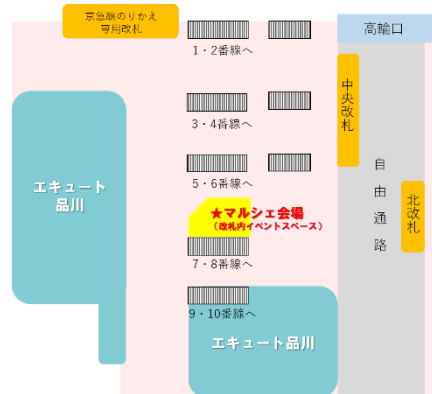 京急線のりかえ
専用改札
高輪口
1・2番線へ
中央改札
3・4番線へ
5・6番線へ
自由通路
北改札
エキュート
品川
★マルシェ会場
(改札内イベントスペース)
7・8番線へ
9・10番線へ
エキュート品川